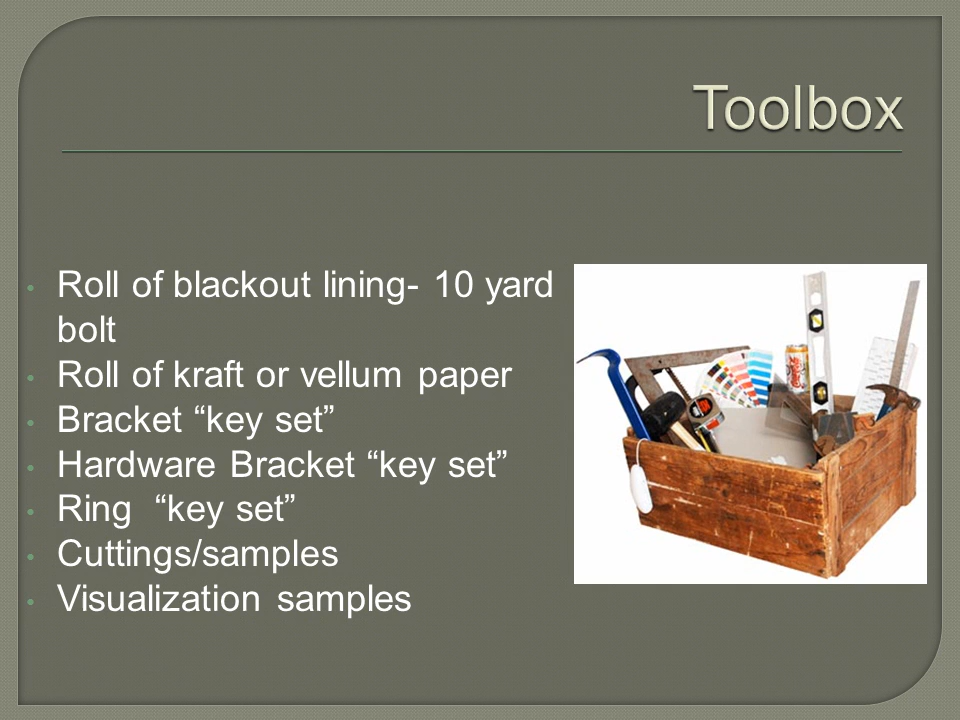 Toolbox
• Roll of blackout lining- 10 yard
bolt
• Roll of kraft or vellum paper
• Bracket “key set”
• Hardware Bracket “key set”
• Ring “key set”
• Cuttings/samples
• Visualization samples